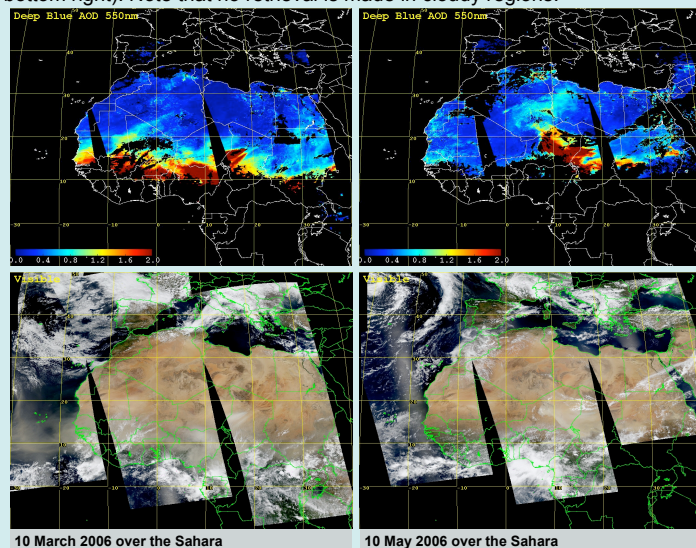 bottom right). Note that no retrieval is made in cloudy regions.
Deep Blue AOD 550nm
Deep Blue AOD 550nm
0.0 0.4 0.8 1.2 1.6 2.
0.0 0.4 0.8 1.2 1.6 2.
Visible
Visible
10 March 2006 over the Sahara
10 May 2006 over the Sahara